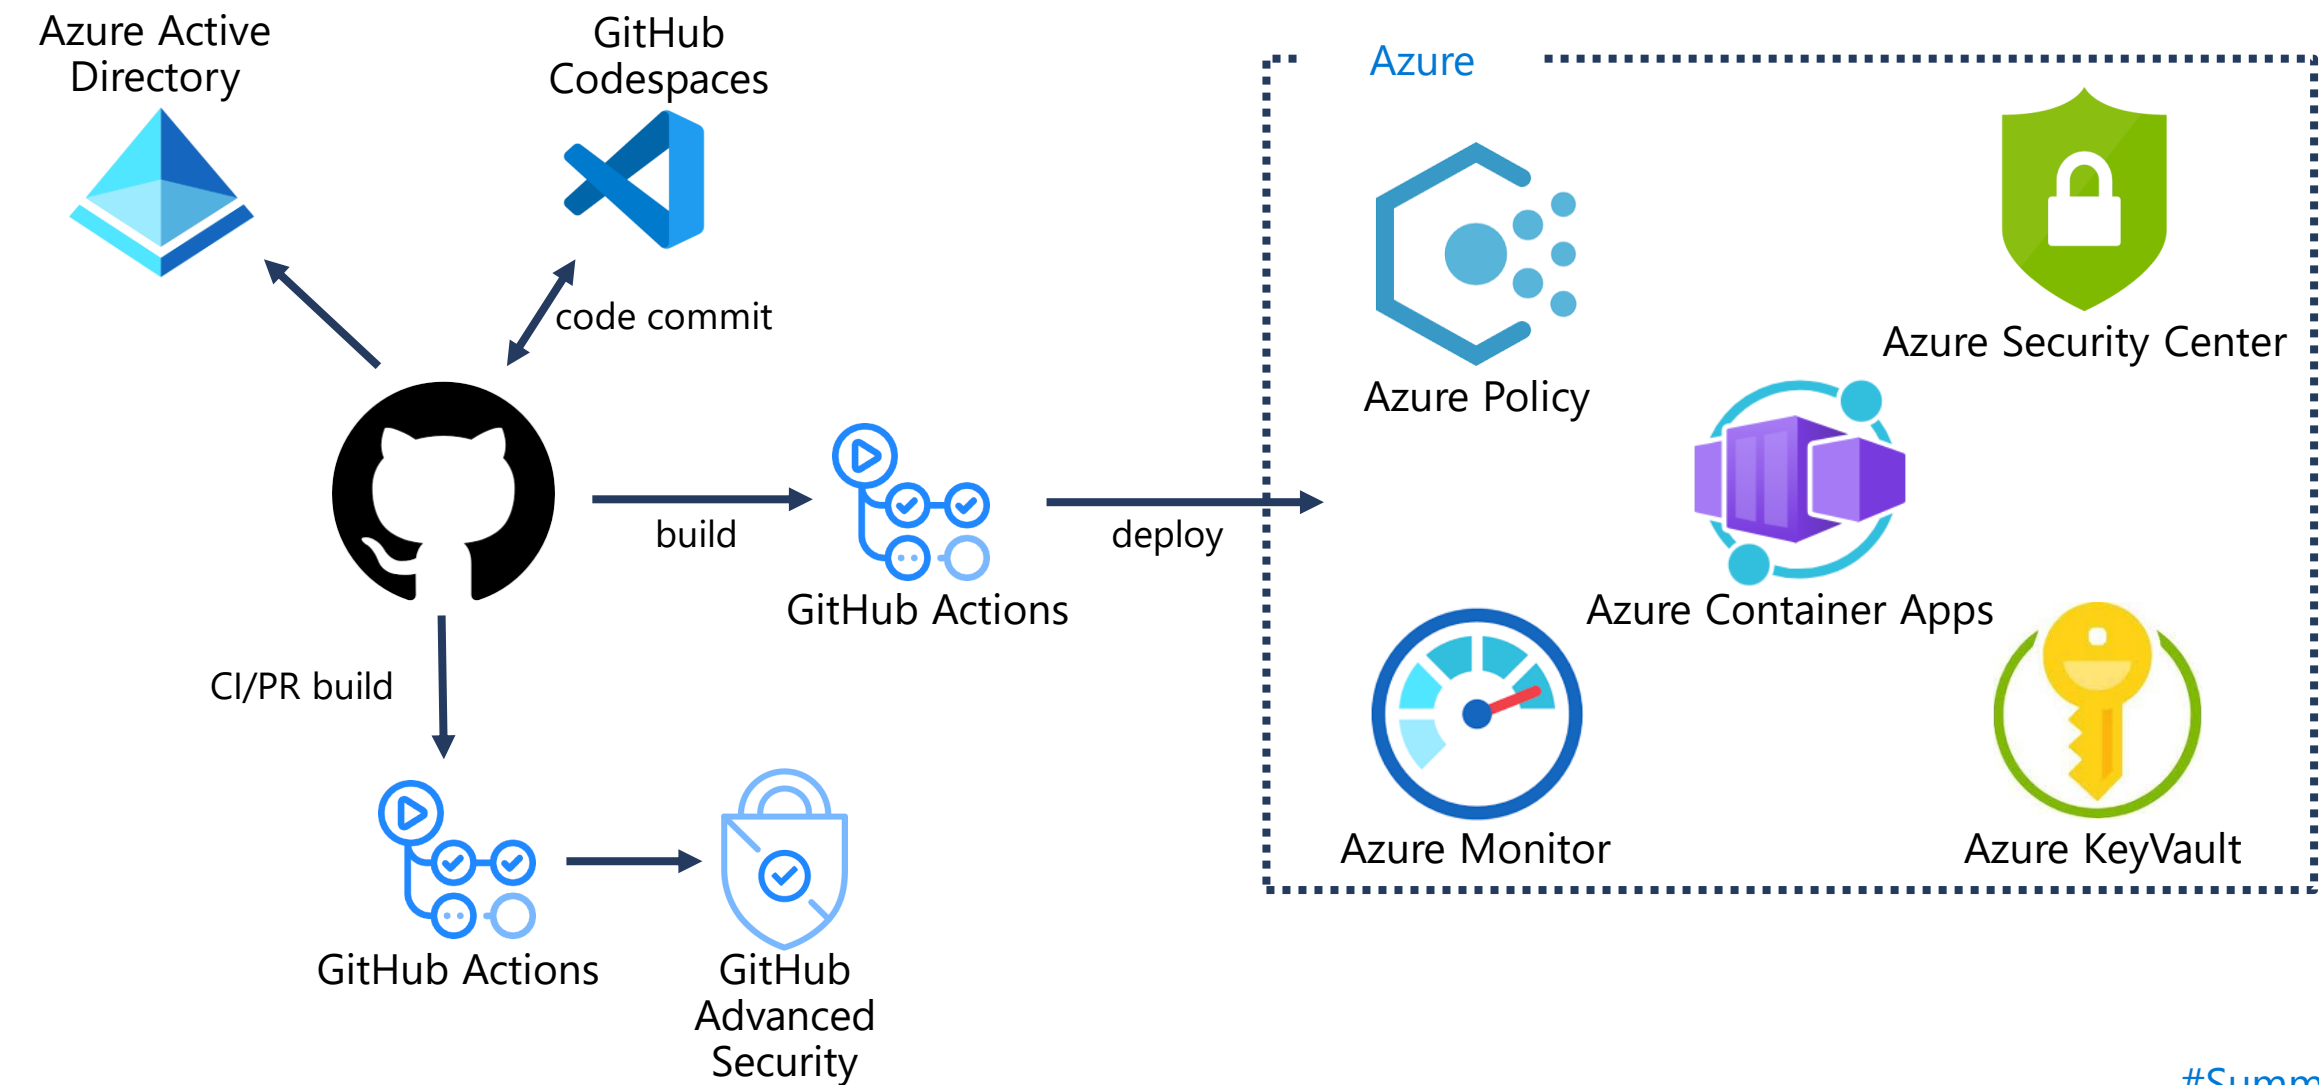 Azure Active
Directory
GitHub
Codespaces
Azure
code commit
Azure Policy
Azure Security Center
build
GitHub Actions
deploy
Azure Container Apps
CI/PR build
Azure Monitor
Azure KeyVault
GitHub Actions
GitHub
Advanced
Security
#Summ